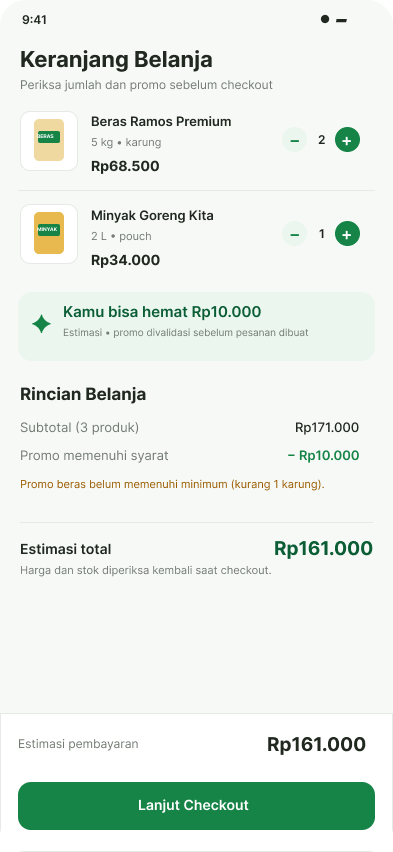 9:41
Keranjang Belanja
Periksa jumlah dan promo sebelum checkout
BERAS
Beras Ramos Premium
5 kg • karung
Rp68.500
− 2 +
MINYAK
Minyak Goreng Kita
2 L • pouch
Rp34.000
− 1 +
Kamu bisa hemat Rp10.000
Estimasi • promo divalidasi sebelum pesanan dibuat
Rincian Belanja
Subtotal (3 produk) Rp171.000
Promo memenuhi syarat − Rp10.000
Promo beras belum memenuhi minimum (kurang 1 karung).
Estimasi total Rp161.000
Harga dan stok diperiksa kembali saat checkout.
Estimasi pembayaran Rp161.000
Lanjut Checkout